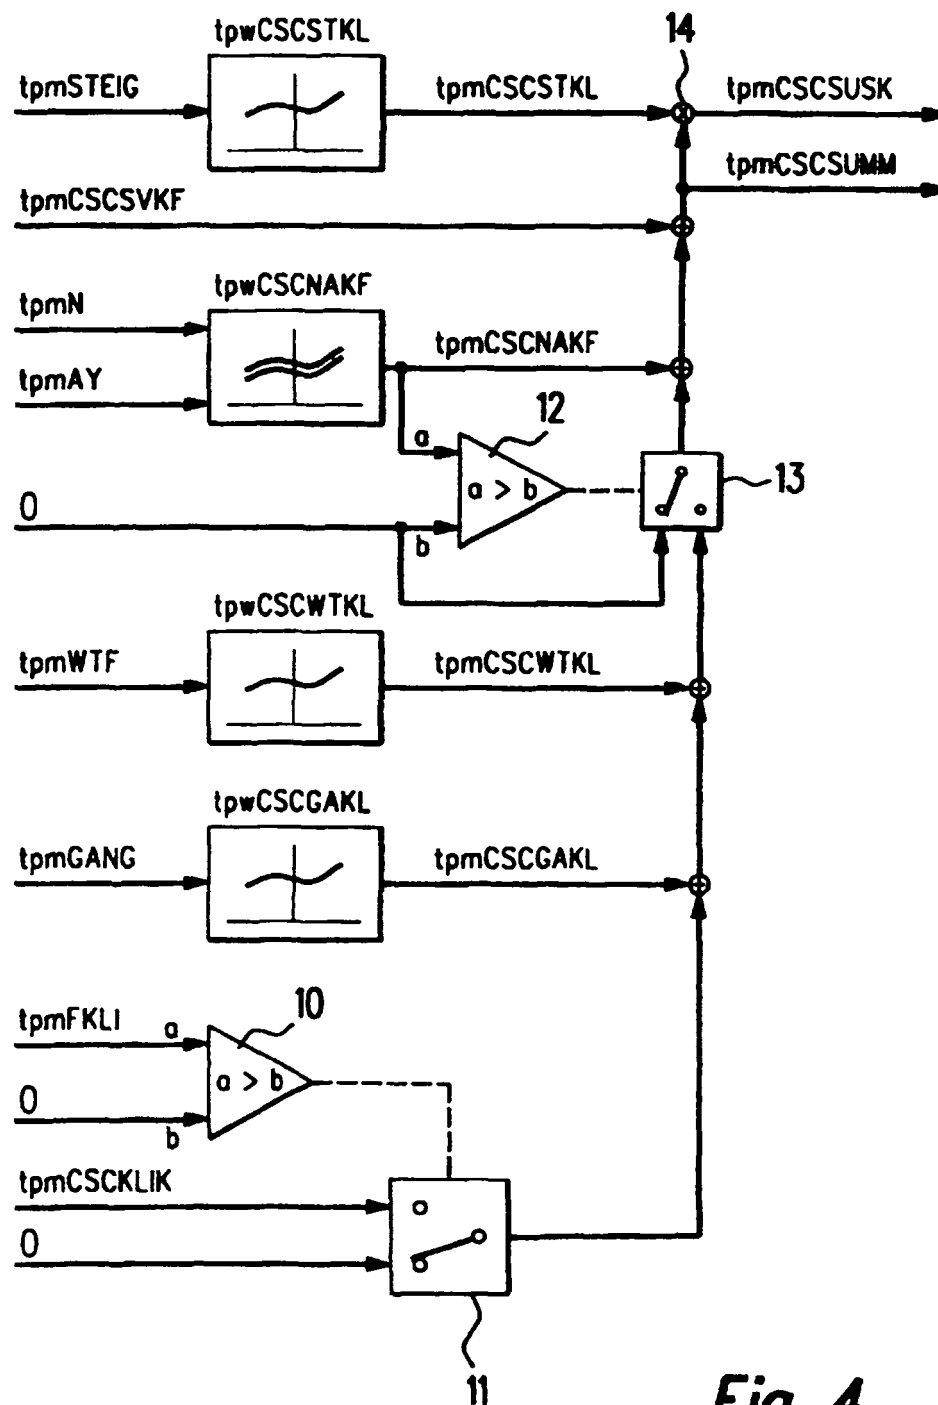 tpwCSCSTKL
14
tpmSTEIG
tpmCSCSTKL
tpmCSCSUSK
tpmCSCSUMM
tpmCSCSVKF
tpwCSCNAKF
tpmN
tpmCSCNAKF
tpmAY
12
a
a > b
13
0
b
tpwCSCWTKL
tpmWTF
tpmCSCWTKL
tpwCSCGAKL
tpmGANG
tpmCSCGAKL
10
tpmFKLI
a
a > b
0
b
tpmCSCKLIK
0
11
Fig. 4